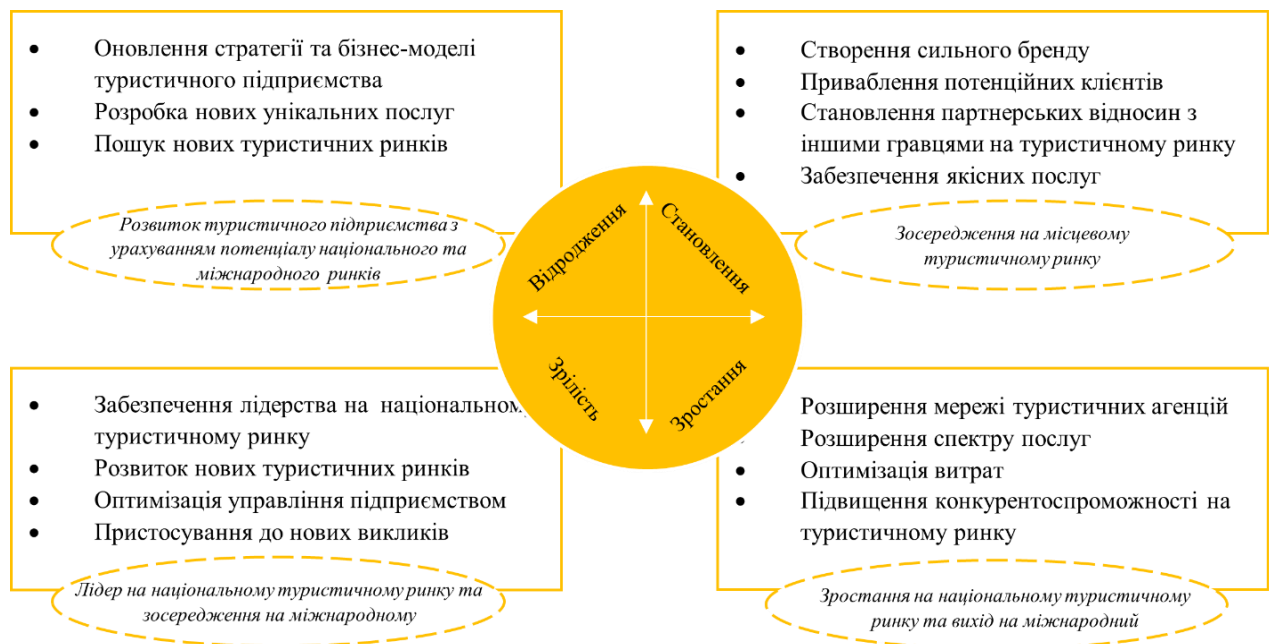 • Оновлення стратегії та бізнес-моделі
туристичного підприємства
• Розробка нових унікальних послуг
• Пошук нових туристичних ринків
Розвиток туристичного підприємства з
урахуванням потенціалу національного та
міжнародного ринків
• Створення сильного бренду
• Приваблення потенційних клієнтів
• Становлення партнерських відносин з
іншими гравцями на туристичному ринку
• Забезпечення якісних послуг
Зосередження на місцевому
туристичному ринку
Відродження
Становлення
Зрілість
Зростання
• Забезпечення лідерства на національному
туристичному ринку
• Розвиток нових туристичних ринків
• Оптимізація управління підприємством
• Пристосування до нових викликів
Лідер на національному туристичному ринку та
зосередження на міжнародному
Розширення мережі туристичних агенцій
Розширення спектру послуг
• Оптимізація витрат
• Підвищення конкурентоспроможності на
туристичному ринку
Зростання на національному туристичному
ринку та вихід на міжнародний